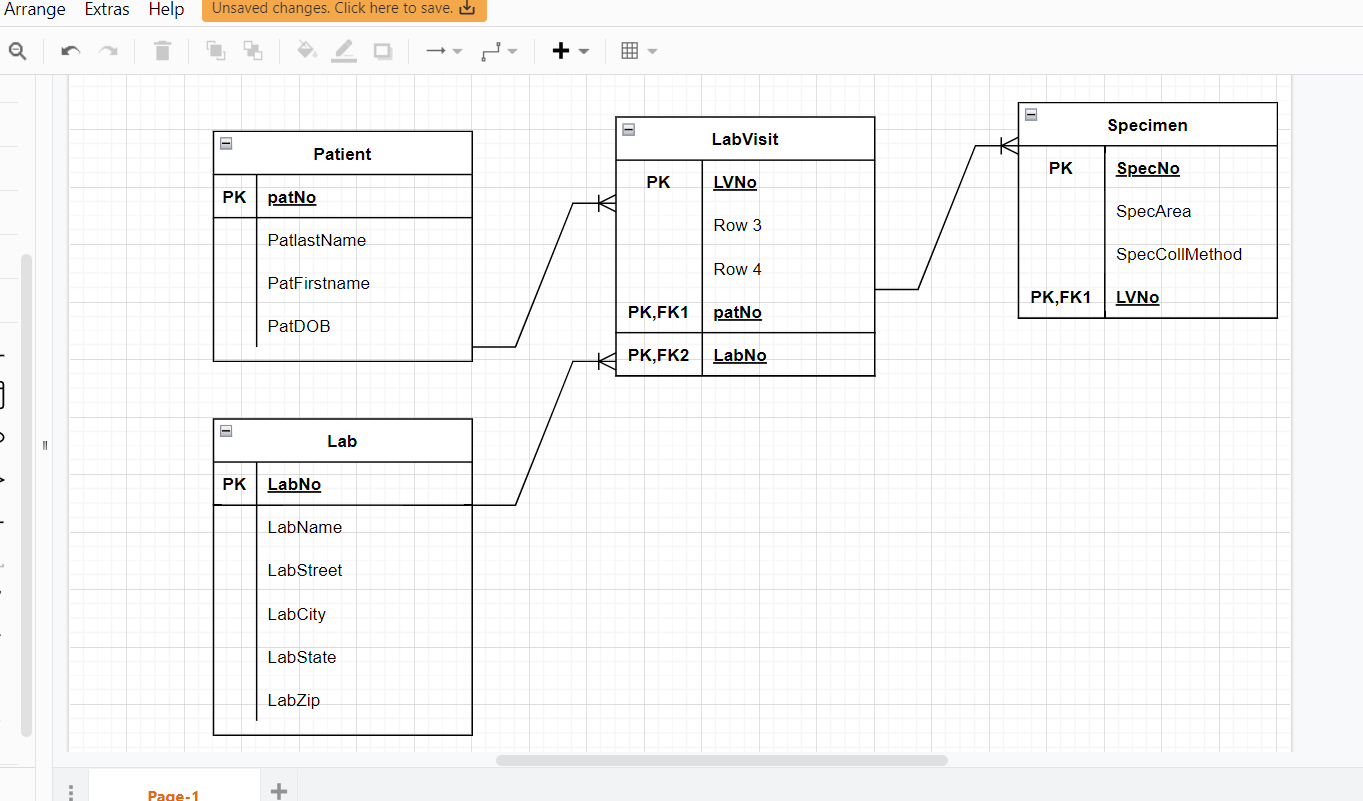 Arrange Extras Help Unsaved changes. Click here to save.
Patient
PK patNo
PatlastName
PatFirstname
PatDOB
LabVisit
PK LVNo
Row 3
Row 4
PK,FK1 patNo
PK,FK2 LabNo
Specimen
PK SpecNo
SpecArea
SpecCollMethod
PK,FK1 LVNo
Lab
PK LabNo
LabName
LabStreet
LabCity
LabState
LabZip
Page-1